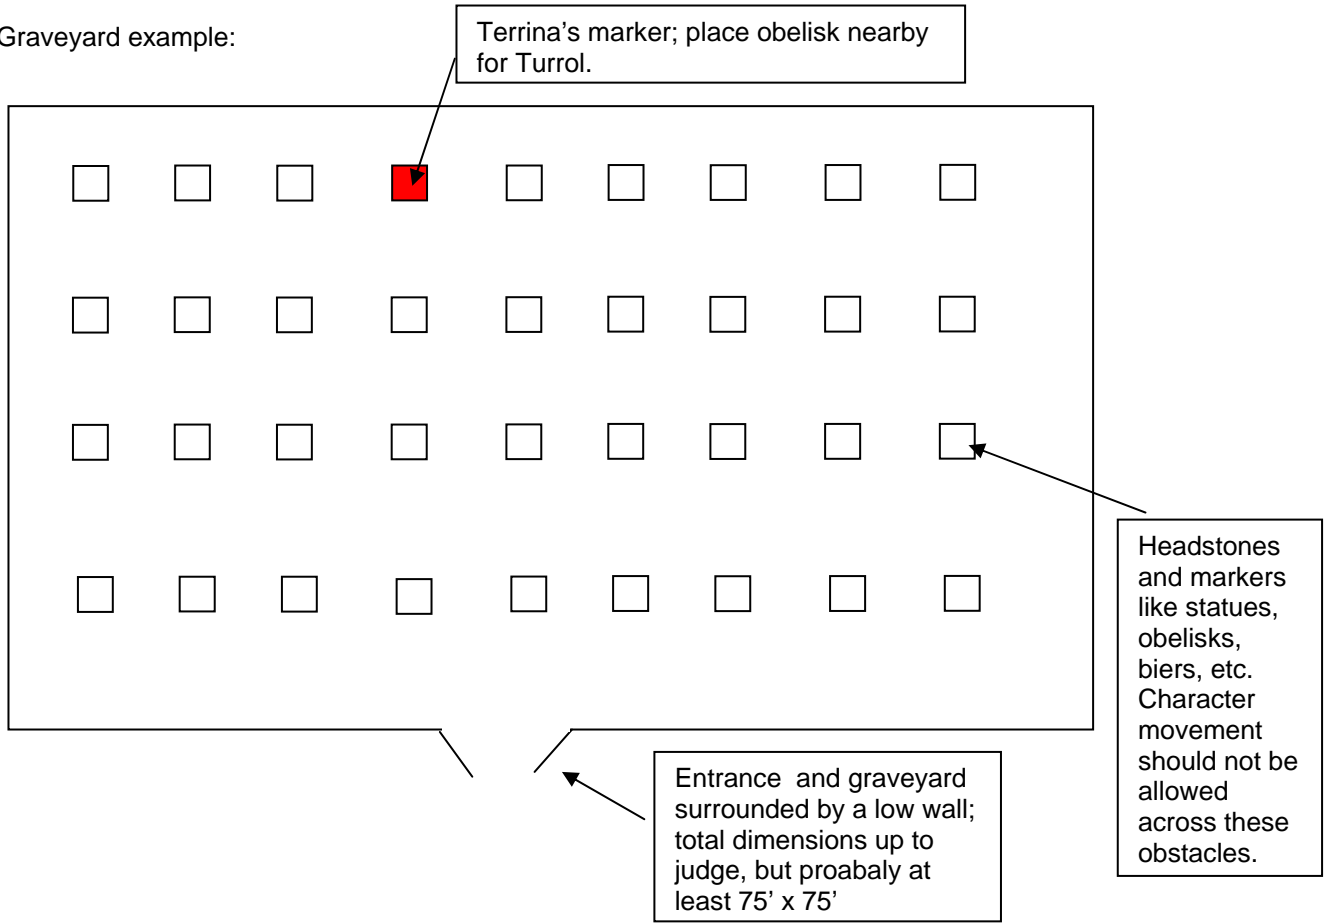 Graveyard example:
Terrina’s marker; place obelisk nearby
for Turrol.
Headstones
and markers
like statues,
obelisks,
biers, etc.
Character
movement
should not be
allowed
across these
obstacles.
Entrance and graveyard
surrounded by a low wall;
total dimensions up to
judge, but proabaly at
least 75’ x 75’